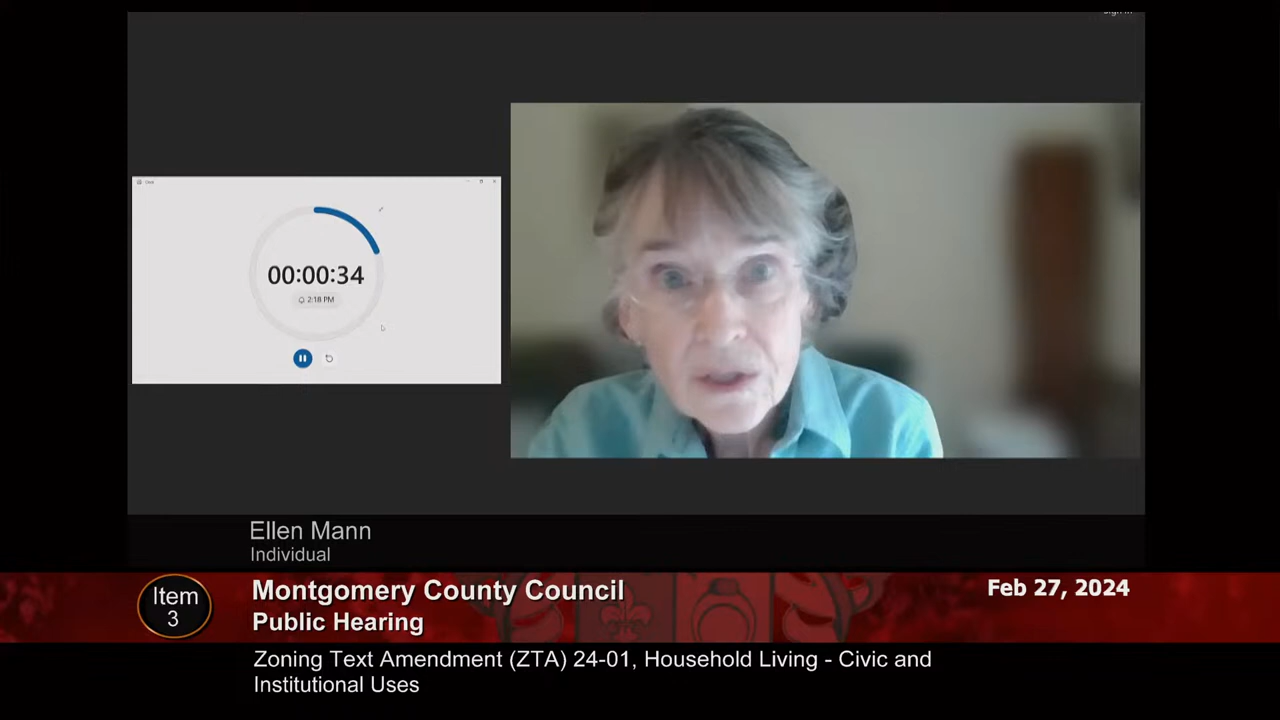 Clock
00:00:34
2:18 PM
Ellen Mann
Individual
Item
3
Montgomery County Council
Public Hearing
Feb 27, 2024
Zoning Text Amendment (ZTA) 24-01, Household Living - Civic and
Institutional Uses